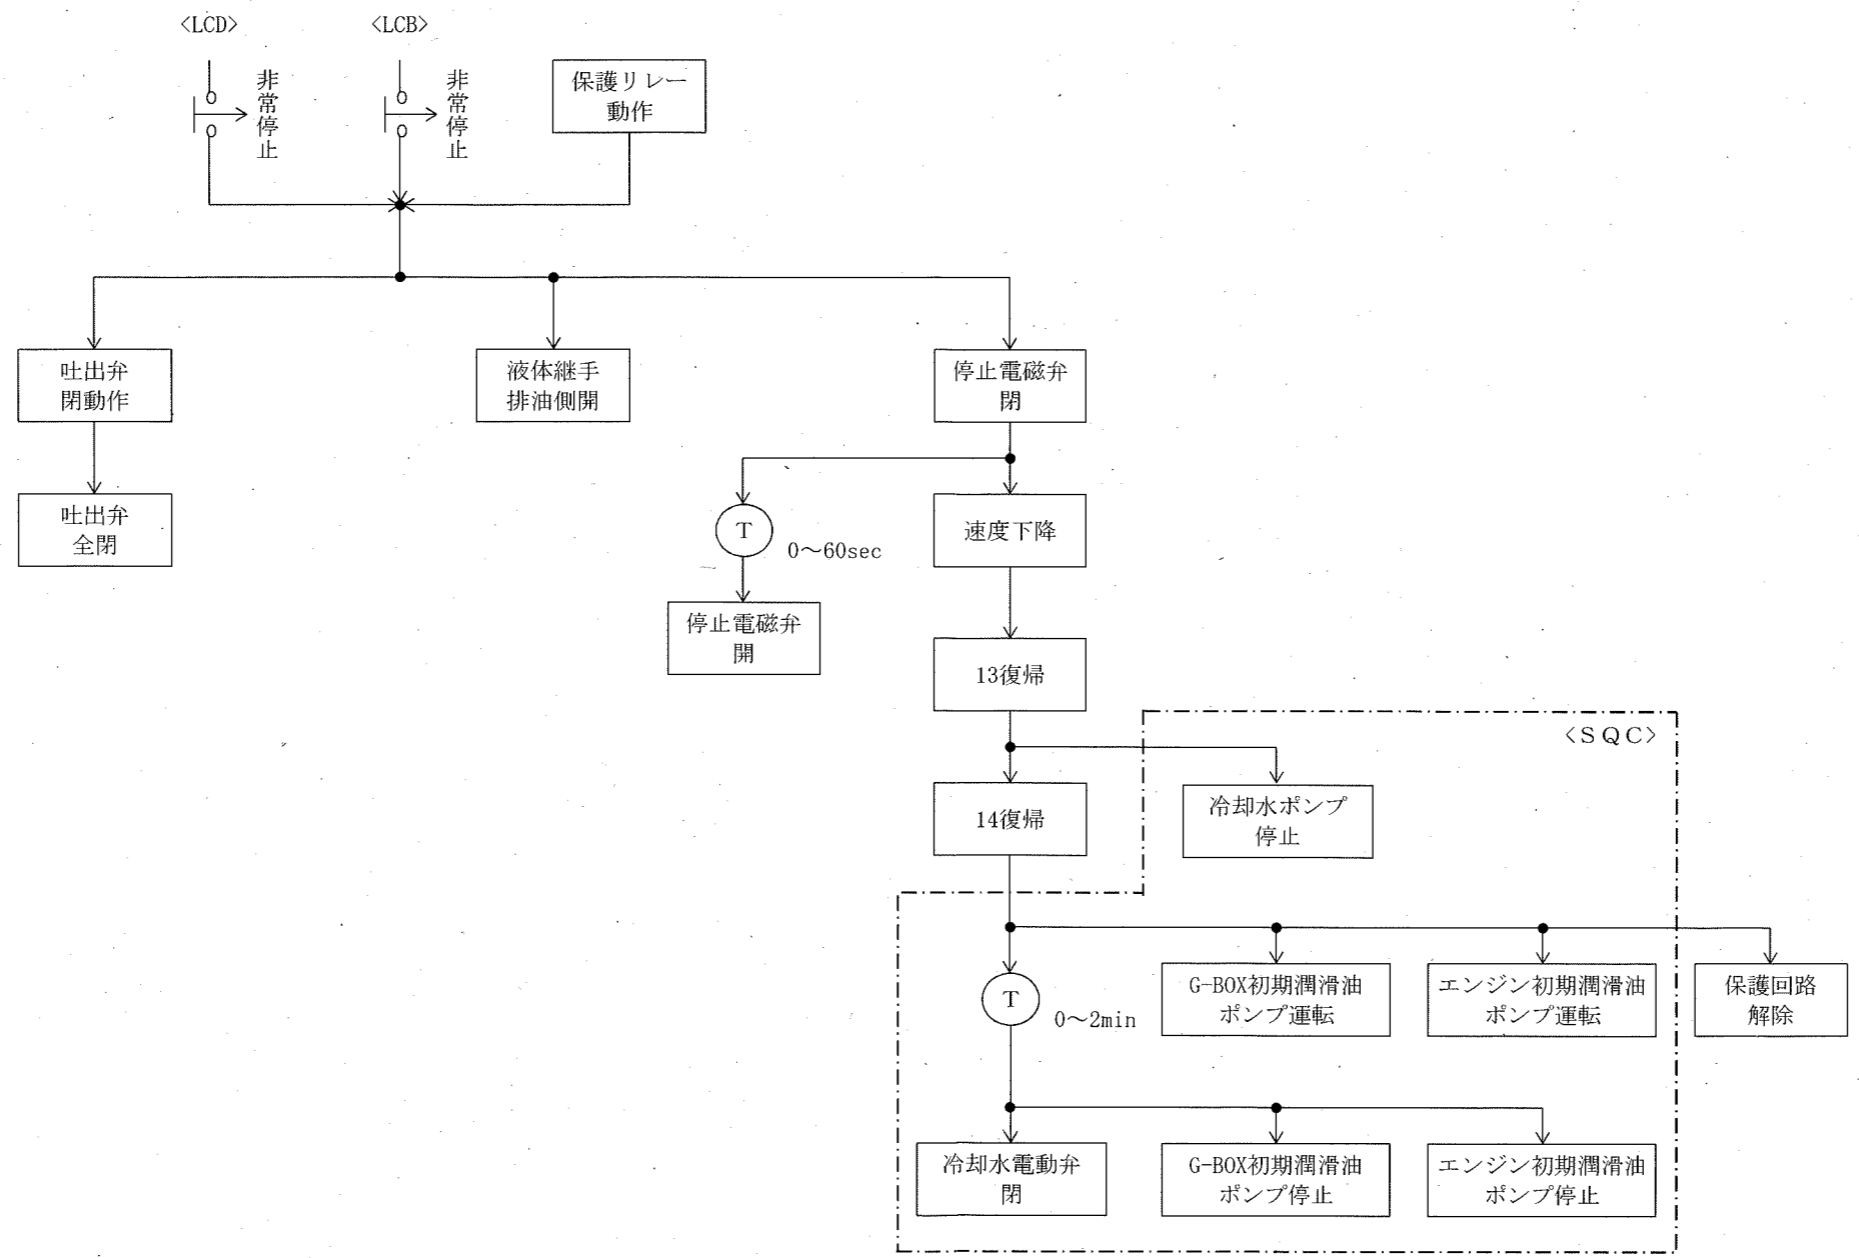 <LCD>
<LCB>
非常停止
非常停止
保護リレー
動作
吐出弁
閉動作
液体継手
排油側開
停止電磁弁
閉
吐出弁
全閉
T
0～60sec
速度下降
停止電磁弁
開
13復帰
<SQC>
14復帰
冷却水ポンプ
停止
T
0～2min
G-BOX初期潤滑油
ポンプ運転
エンジン初期潤滑油
ポンプ運転
保護回路
解除
冷却水電動弁
閉
G-BOX初期潤滑油
ポンプ停止
エンジン初期潤滑油
ポンプ停止